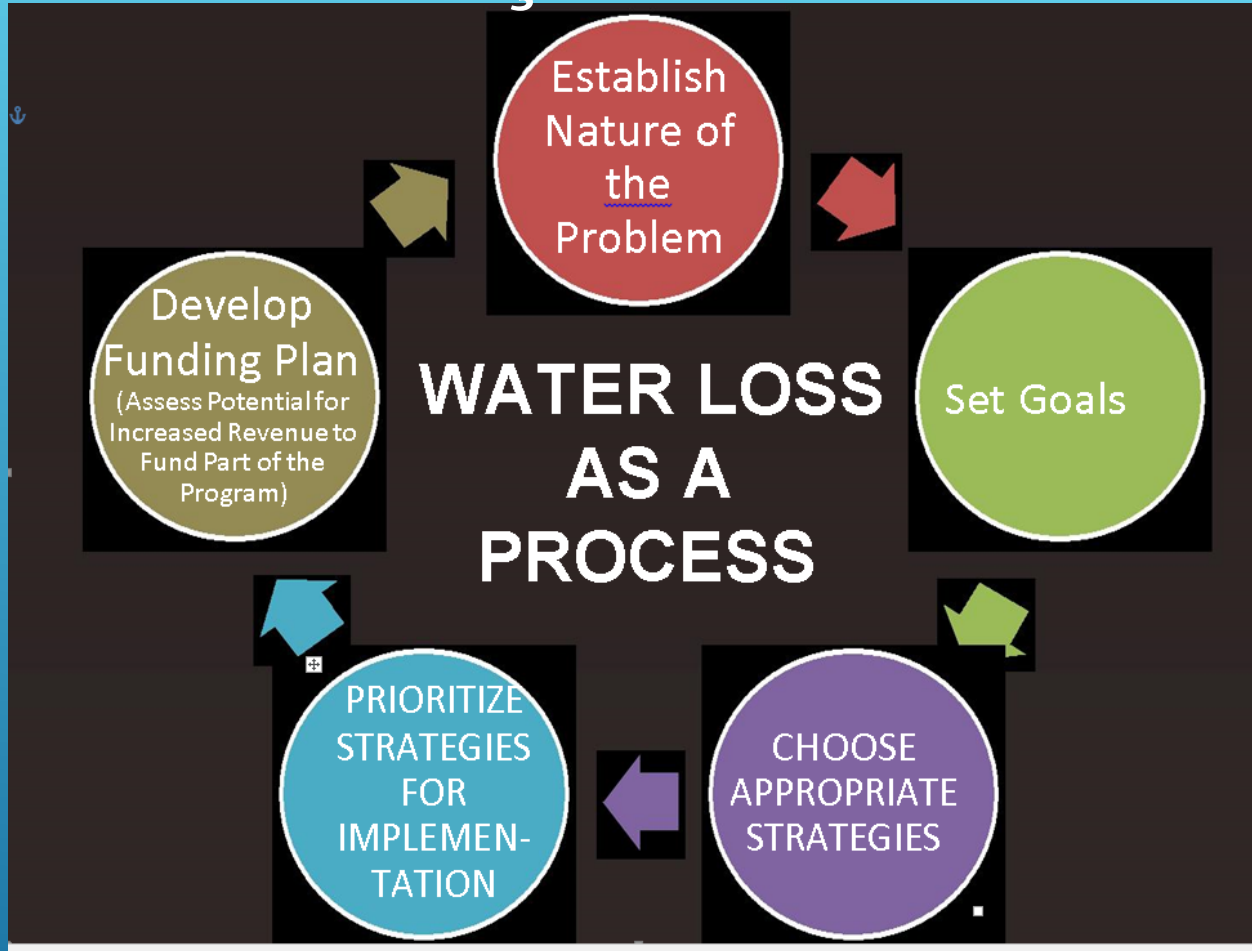 Establish
Nature of
the
Problem
Set Goals
CHOOSE
APPROPRIATE
STRATEGIES
PRIORITIZE
STRATEGIES
FOR
IMPLEMEN-
TATION
Develop
Funding Plan
(Assess Potential for
Increased Revenue to
Fund Part of the
Program)
WATER LOSS
AS A
PROCESS